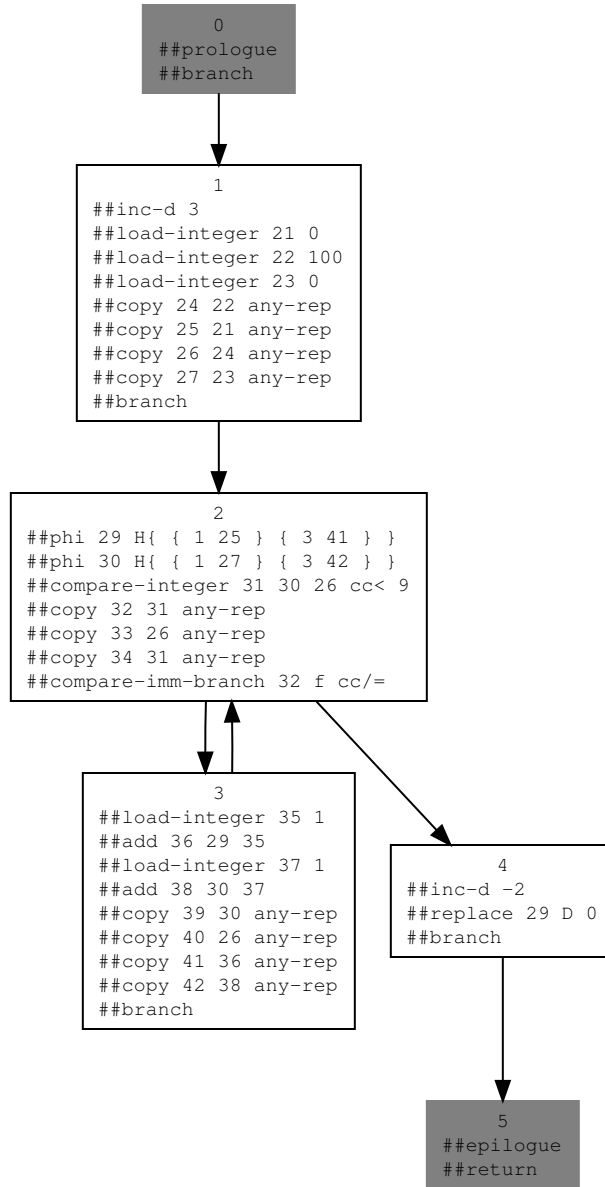 0
##prologue
##branch
1
##inc-d 3
##load-integer 21 0
##load-integer 22 100
##load-integer 23 0
##copy 24 22 any-rep
##copy 25 21 any-rep
##copy 26 24 any-rep
##copy 27 23 any-rep
##branch
2
##phi 29 H{ { 1 25 } { 3 41 } }
##phi 30 H{ { 1 27 } { 3 42 } }
##compare-integer 31 30 26 cc< 9
##copy 32 31 any-rep
##copy 33 26 any-rep
##copy 34 31 any-rep
##compare-imm-branch 32 f cc/=
3
##load-integer 35 1
##add 36 29 35
##load-integer 37 1
##add 38 30 37
##copy 39 30 any-rep
##copy 40 26 any-rep
##copy 41 36 any-rep
##copy 42 38 any-rep
##branch
4
##inc-d -2
##replace 29 D 0
##branch
5
##epilogue
##return